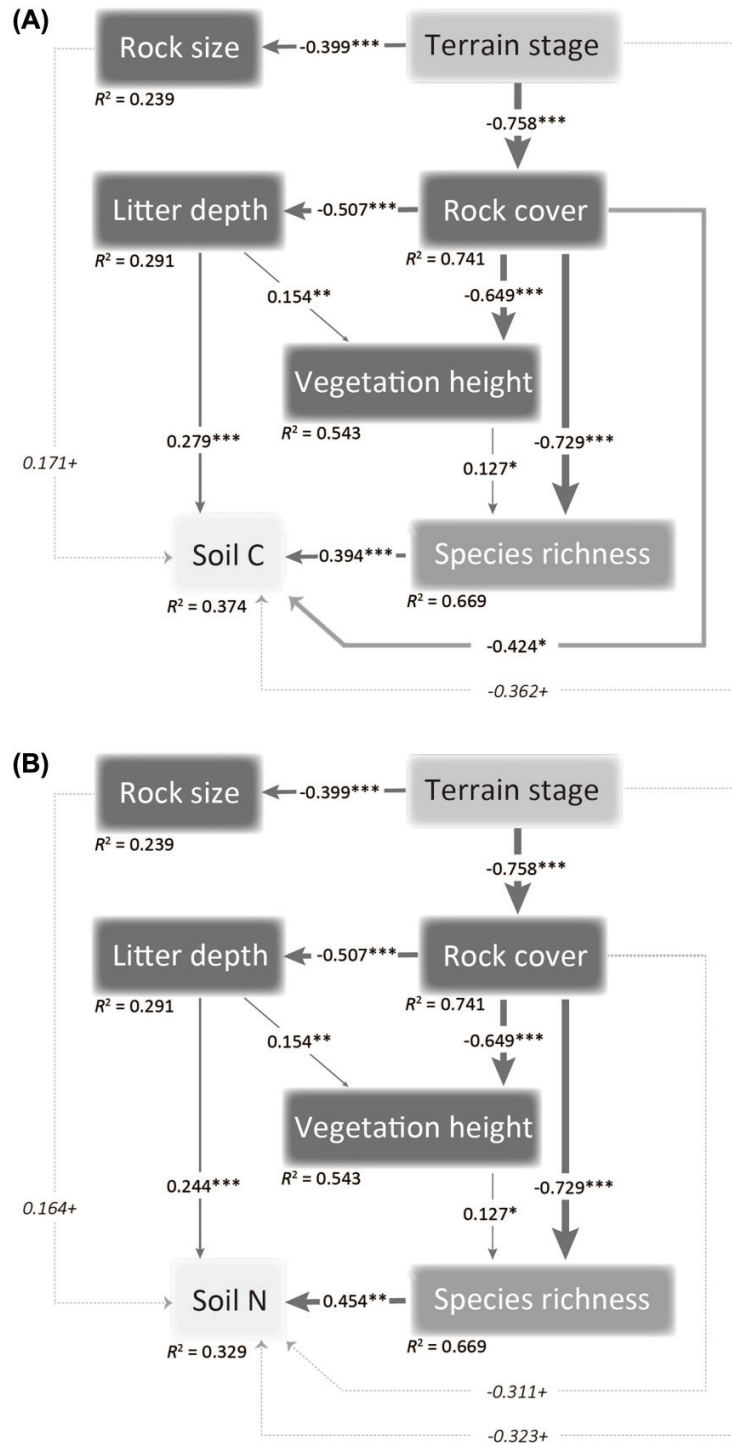 (A)
Rock size
-0.399***
Terrain stage
R² = 0.239
-0.758***
Litter depth
-0.507***
Rock cover
R² = 0.291
R² = 0.741
0.154**
-0.649***
Vegetation height
R² = 0.543
0.279***
-0.729***
0.171+
0.127*
Soil C
0.394***
Species richness
R² = 0.374
R² = 0.669
-0.424*
-0.362+
(B)
Rock size
-0.399***
Terrain stage
R² = 0.239
-0.758***
Litter depth
-0.507***
Rock cover
R² = 0.291
R² = 0.741
0.154**
-0.649***
Vegetation height
R² = 0.543
0.244***
-0.729***
0.164+
0.127*
Soil N
0.454**
Species richness
R² = 0.329
R² = 0.669
-0.311+
-0.323+